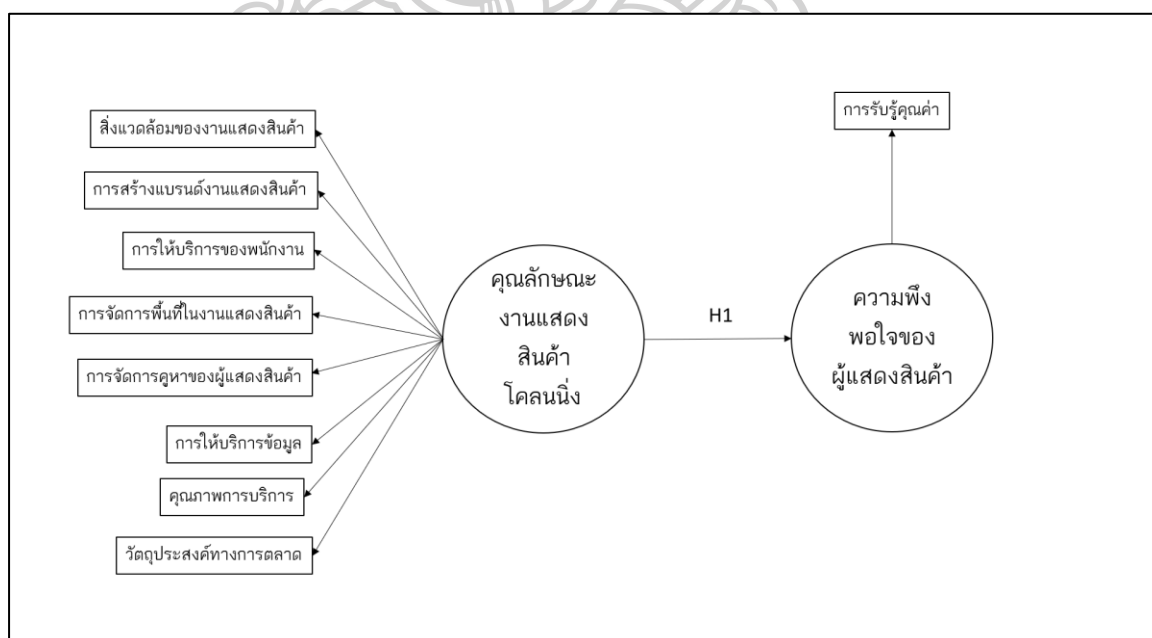 สิ่งแวดล้อมของงานแสดงสินค้า
การสร้างแบรนด์งานแสดงสินค้า
การให้บริการของพนักงาน
การจัดการพื้นที่ในงานแสดงสินค้า
การจัดการคูหาของผู้แสดงสินค้า
การให้บริการข้อมูล
คุณภาพการบริการ
วัตถุประสงค์ทางการตลาด
คุณลักษณะ
งานแสดง
สินค้า
โคลนนิ่ง
H1
การรับรู้คุณค่า
ความพึง
พอใจของ
ผู้แสดงสินค้า